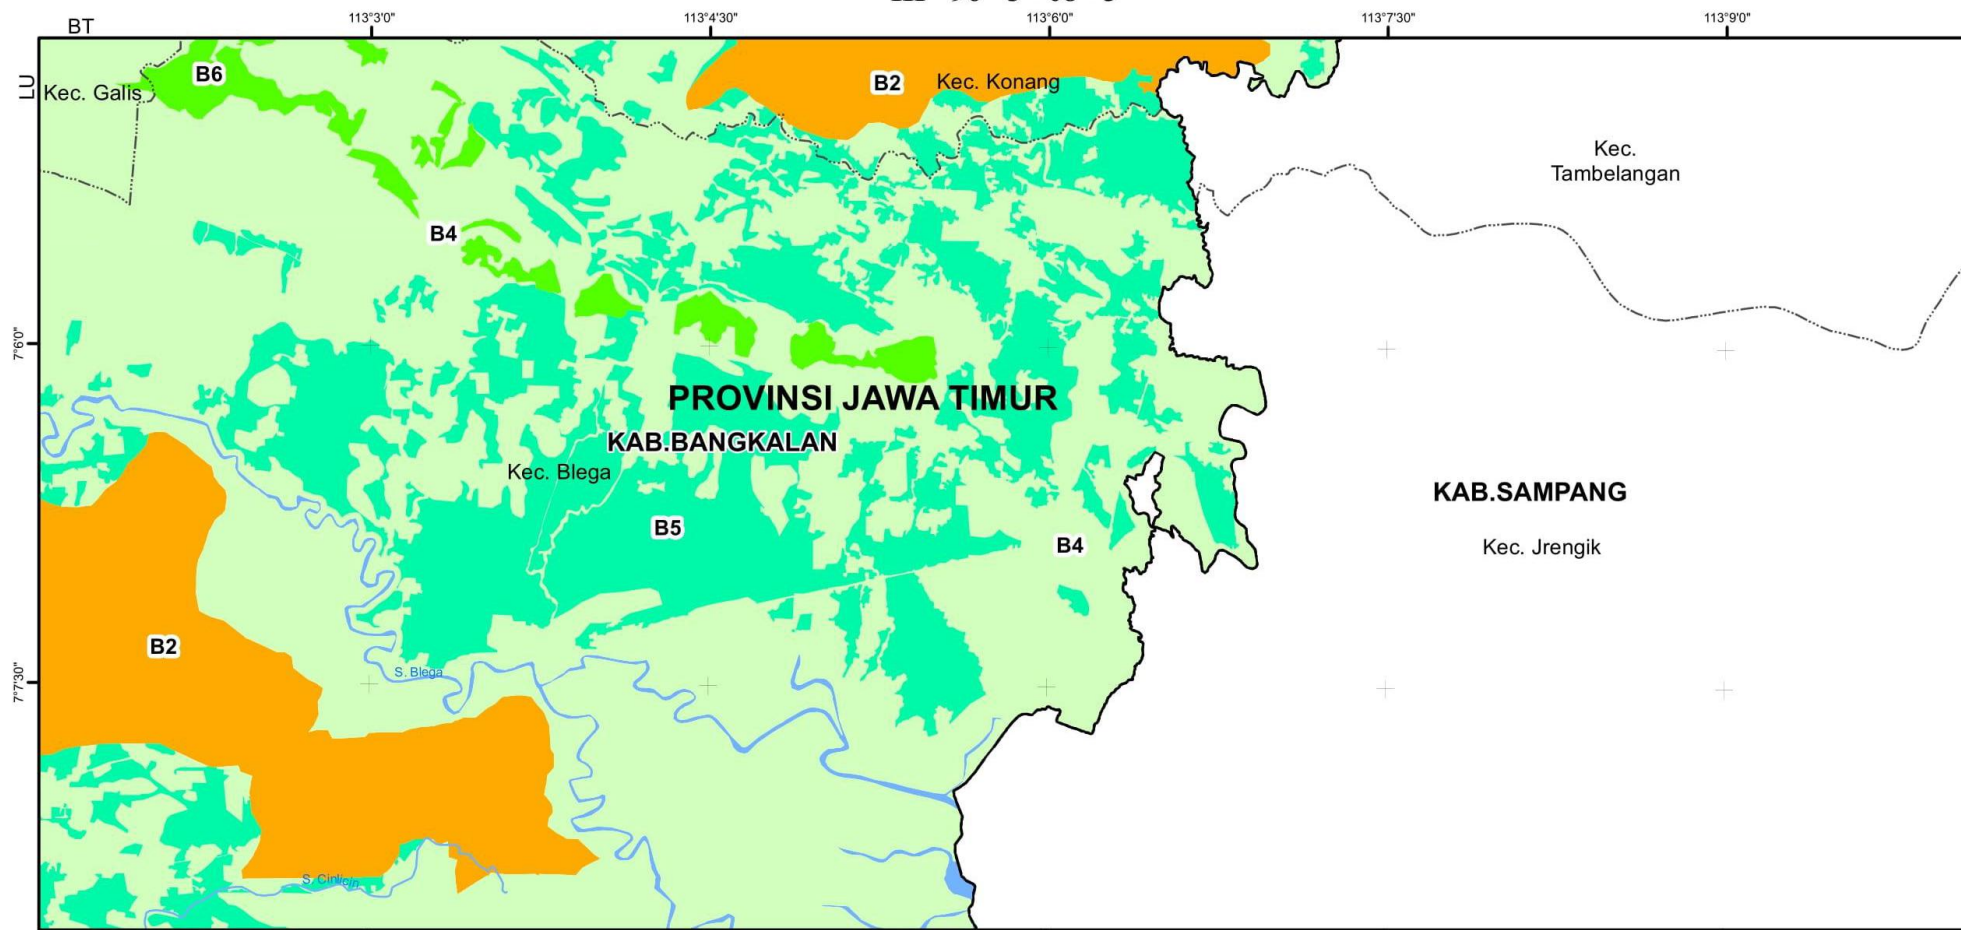 BT
113°3'0"
113°4'30"
113°6'0"
113°7'30"
113°9'0"
LU
Kec. Galis
B6
B2
Kec. Konang
Kec.
Tambelangan
B4
7°6'0"
PROVINSI JAWA TIMUR
KAB.BANGKALAN
Kec. Blega
KAB.SAMPANG
B5
B4
Kec. Jrengik
B2
S. Blega
7°7'30"
S. Cinlicin